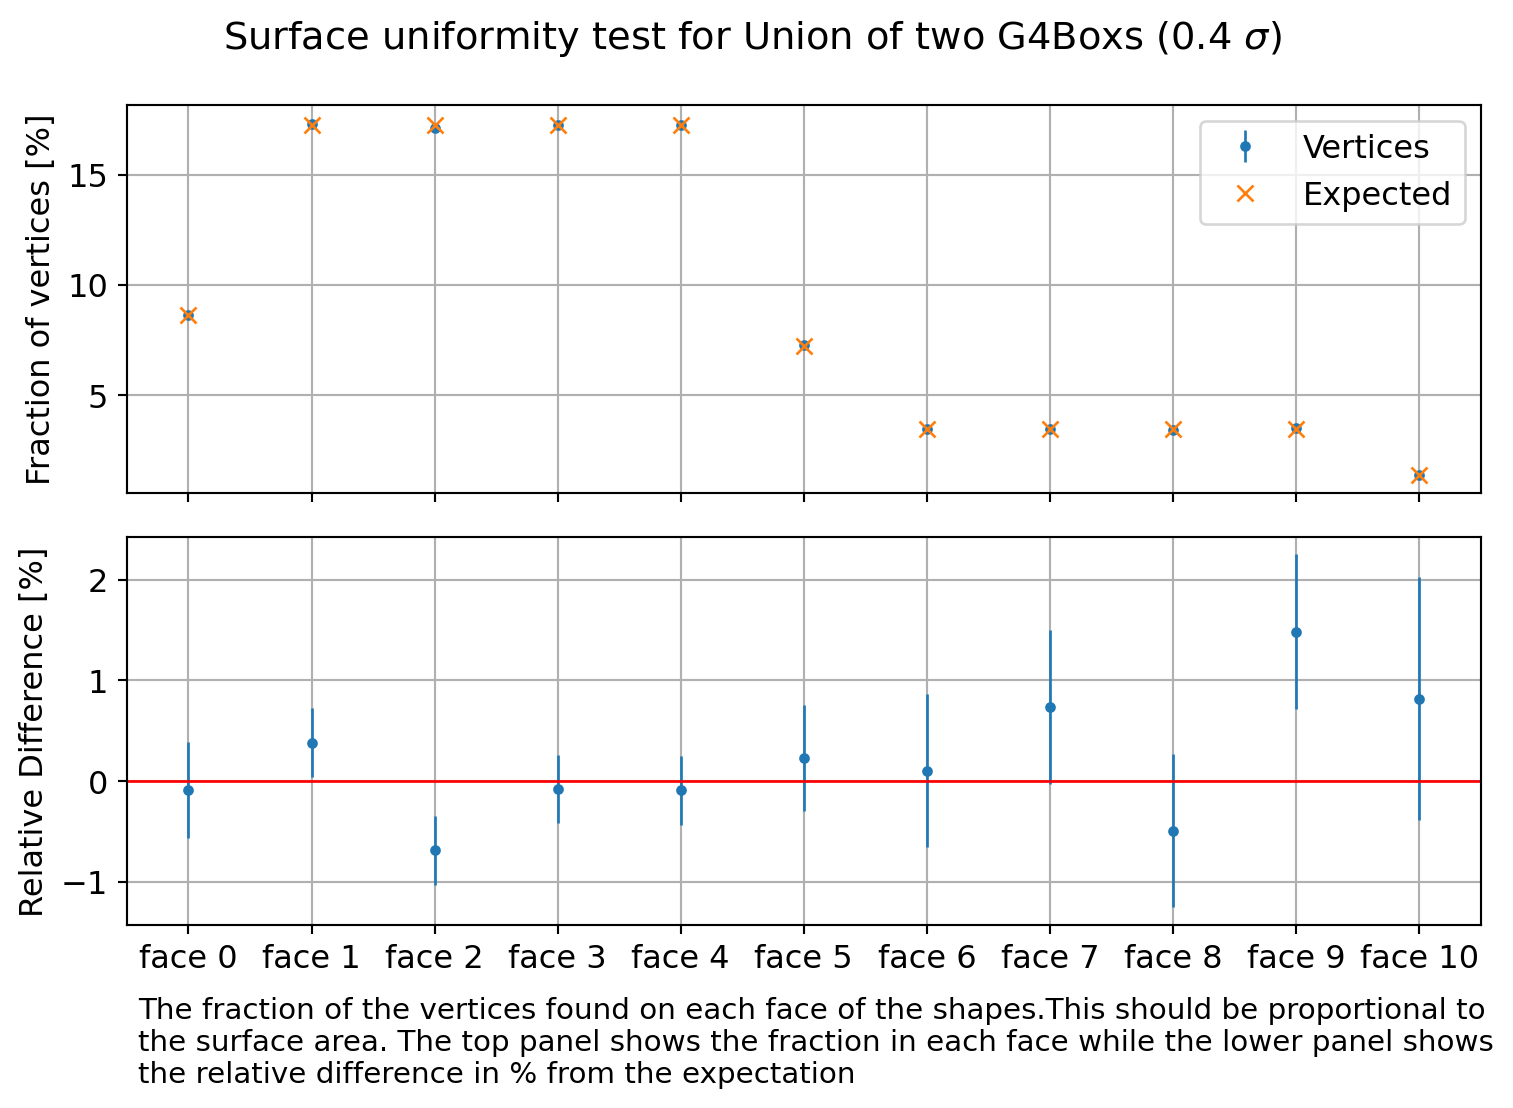 Surface uniformity test for Union of two G4Boxs (0.4 σ)
Fraction of vertices [%]
15
10
5
Vertices
Expected
Relative Difference [%]
2
1
0
−1
face 0 face 1 face 2 face 3 face 4 face 5 face 6 face 7 face 8 face 9 face 10
The fraction of the vertices found on each face of the shapes.This should be proportional to
the surface area. The top panel shows the fraction in each face while the lower panel shows
the relative difference in % from the expectation